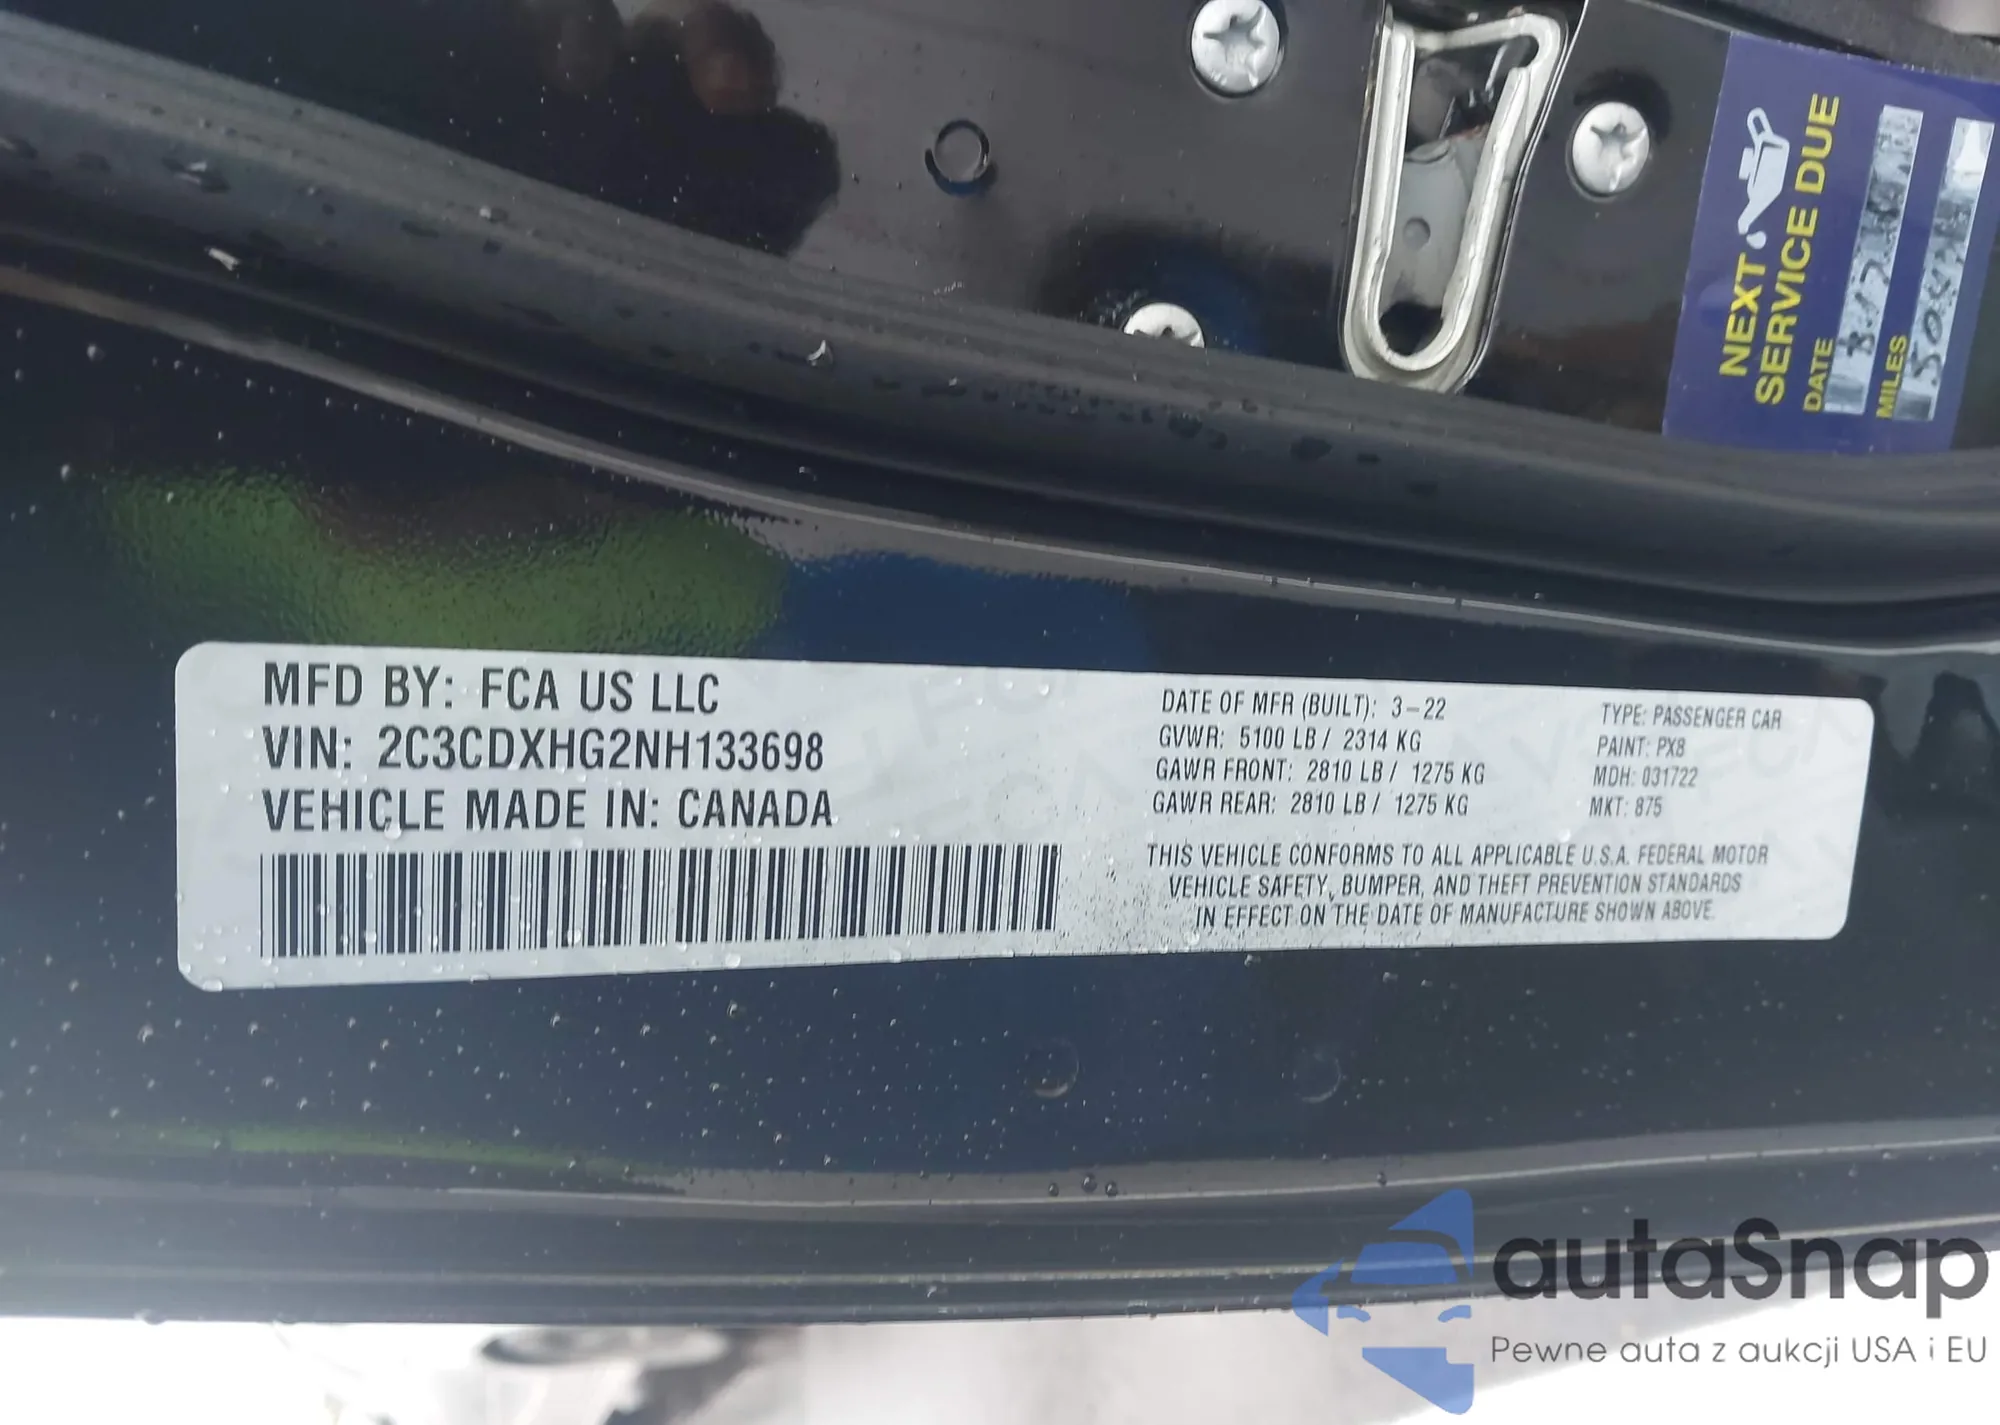 NEXT
SERVICE DUE
DATE
MILES
MFD BY: FCA US LLC
VIN: 2C3CDXHG2NH133698
VEHICLE MADE IN: CANADA
DATE OF MFR (BUILT): 3-22
GVWR: 5100 LB / 2314 KG
GAWR FRONT: 2810 LB / 1275 KG
GAWR REAR: 2810 LB / 1275 KG
TYPE: PASSENGER CAR
PAINT: PX8
MDH: 031722
MKT: 875
THIS VEHICLE CONFORMS TO ALL APPLICABLE U.S.A. FEDERAL MOTOR
VEHICLE SAFETY, BUMPER, AND THEFT PREVENTION STANDARDS
IN EFFECT ON THE DATE OF MANUFACTURE SHOWN ABOVE.
autaSnap
Pewne auta z aukcji USA i EU